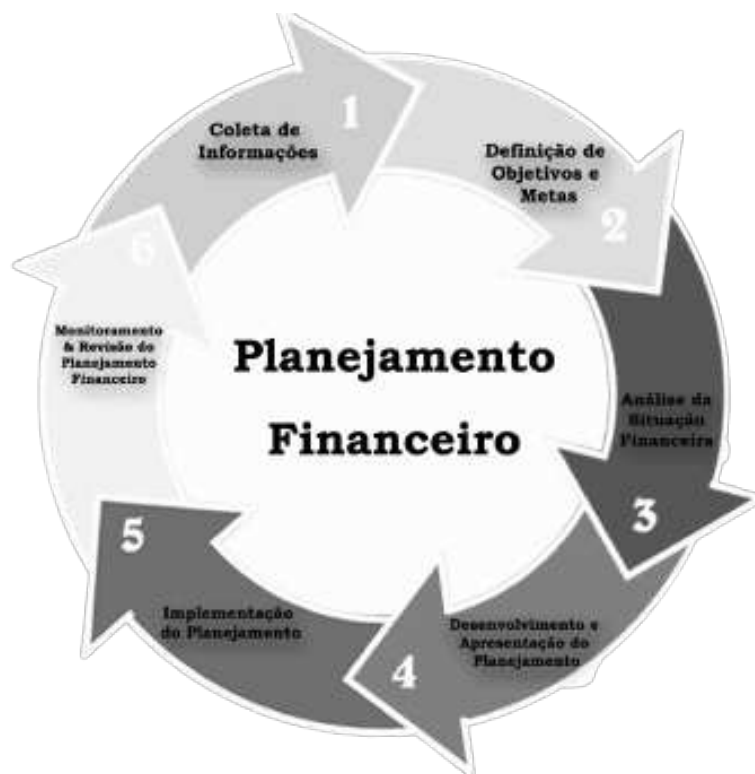 Planejamento
Financeiro
1
Coleta de
Informações
2
Definição de
Objetivos e
Metas
3
Análise da
Situação
Financeira
4
Desenvolvimento e
Apresentação do
Planejamento
5
Implementação
do Planejamento
6
Monitoramento
& Revisão do
Planejamento
Financeiro